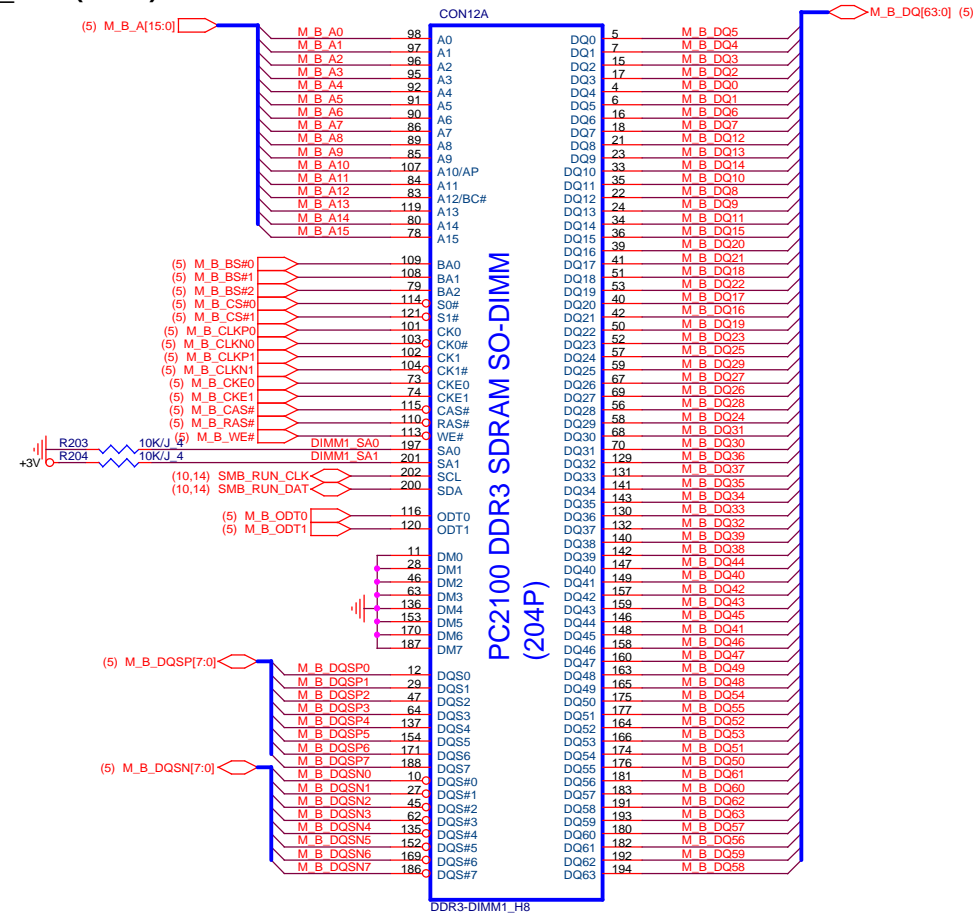 CON12A
(5) M_B_A[15:0]
M_B_DQ[63:0] (5)
M_B_A0 98 A0 DQ0 5 M_B_DQ5
M_B_A1 97 A1 DQ1 7 M_B_DQ4
M_B_A2 96 A2 DQ2 15 M_B_DQ3
M_B_A3 95 A3 DQ3 17 M_B_DQ2
M_B_A4 92 A4 DQ4 4 M_B_DQ0
M_B_A5 91 A5 DQ5 6 M_B_DQ1
M_B_A6 90 A6 DQ6 16 M_B_DQ6
M_B_A7 86 A7 DQ7 18 M_B_DQ7
M_B_A8 89 A8 DQ8 21 M_B_DQ12
M_B_A9 85 A9 DQ9 23 M_B_DQ13
M_B_A10 107 A10/AP DQ10 33 M_B_DQ14
M_B_A11 84 A11 DQ11 35 M_B_DQ10
M_B_A12 83 A12/BC# DQ12 22 M_B_DQ8
M_B_A13 119 A13 DQ13 24 M_B_DQ9
M_B_A14 80 A14 DQ14 34 M_B_DQ11
M_B_A15 78 A15 DQ15 36 M_B_DQ15
DQ16 39 M_B_DQ20
(5) M_B_BS#0 109 BA0 DQ17 41 M_B_DQ21
(5) M_B_BS#1 108 BA1 DQ18 51 M_B_DQ18
(5) M_B_BS#2 79 BA2 DQ19 53 M_B_DQ22
(5) M_B_CS#0 114 S0# DQ20 40 M_B_DQ17
(5) M_B_CS#1 121 S1# DQ21 42 M_B_DQ16
(5) M_B_CLKP0 101 CK0 DQ22 50 M_B_DQ19
(5) M_B_CLKN0 103 CK0# DQ23 52 M_B_DQ23
(5) M_B_CLKP1 102 CK1 DQ24 57 M_B_DQ25
(5) M_B_CLKN1 104 CK1# DQ25 59 M_B_DQ29
(5) M_B_CKE0 73 CKE0 DQ26 67 M_B_DQ27
(5) M_B_CKE1 74 CKE1 DQ27 69 M_B_DQ26
(5) M_B_CAS# 115 CAS# DQ28 56 M_B_DQ28
(5) M_B_RAS# 110 RAS# DQ29 58 M_B_DQ24
(5) M_B_WE# 113 WE# DQ30 68 M_B_DQ31
R203 10K/J_4 DIMM1_SA0 197 SA0 DQ31 70 M_B_DQ30
+3V R204 10K/J_4 DIMM1_SA1 201 SA1 DQ32 129 M_B_DQ36
(10,14) SMB_RUN_CLK 202 SCL DQ33 131 M_B_DQ37
(10,14) SMB_RUN_DAT 200 SDA DQ34 141 M_B_DQ35
DQ35 143 M_B_DQ34
(5) M_B_ODT0 116 ODT0 DQ36 130 M_B_DQ33
(5) M_B_ODT1 120 ODT1 DQ37 132 M_B_DQ32
DQ38 140 M_B_DQ39
11 DM0 DQ39 142 M_B_DQ38
28 DM1 DQ40 147 M_B_DQ44
46 DM2 DQ41 149 M_B_DQ40
63 DM3 DQ42 157 M_B_DQ42
136 DM4 DQ43 159 M_B_DQ43
153 DM5 DQ44 146 M_B_DQ45
170 DM6 DQ45 148 M_B_DQ41
187 DM7 DQ46 158 M_B_DQ46
(5) M_B_DQSP[7:0] DQ47 160 M_B_DQ47
M_B_DQSP0 12 DQS0 DQ48 163 M_B_DQ49
M_B_DQSP1 29 DQS1 DQ49 165 M_B_DQ48
M_B_DQSP2 47 DQS2 DQ50 175 M_B_DQ54
M_B_DQSP3 64 DQS3 DQ51 177 M_B_DQ55
M_B_DQSP4 137 DQS4 DQ52 164 M_B_DQ52
M_B_DQSP5 154 DQS5 DQ53 166 M_B_DQ53
M_B_DQSP6 171 DQS6 DQ54 174 M_B_DQ51
M_B_DQSP7 188 DQS7 DQ55 176 M_B_DQ50
(5) M_B_DQSN[7:0]
M_B_DQSN0 10 DQS#0 DQ56 181 M_B_DQ61
M_B_DQSN1 27 DQS#1 DQ57 183 M_B_DQ60
M_B_DQSN2 45 DQS#2 DQ58 191 M_B_DQ62
M_B_DQSN3 62 DQS#3 DQ59 193 M_B_DQ63
M_B_DQSN4 135 DQS#4 DQ60 180 M_B_DQ57
M_B_DQSN5 152 DQS#5 DQ61 182 M_B_DQ56
M_B_DQSN6 169 DQS#6 DQ62 192 M_B_DQ59
M_B_DQSN7 186 DQS#7 DQ63 194 M_B_DQ58
PC2100 DDR3 SDRAM SO-DIMM
(204P)
DDR3-DIMM1_H8